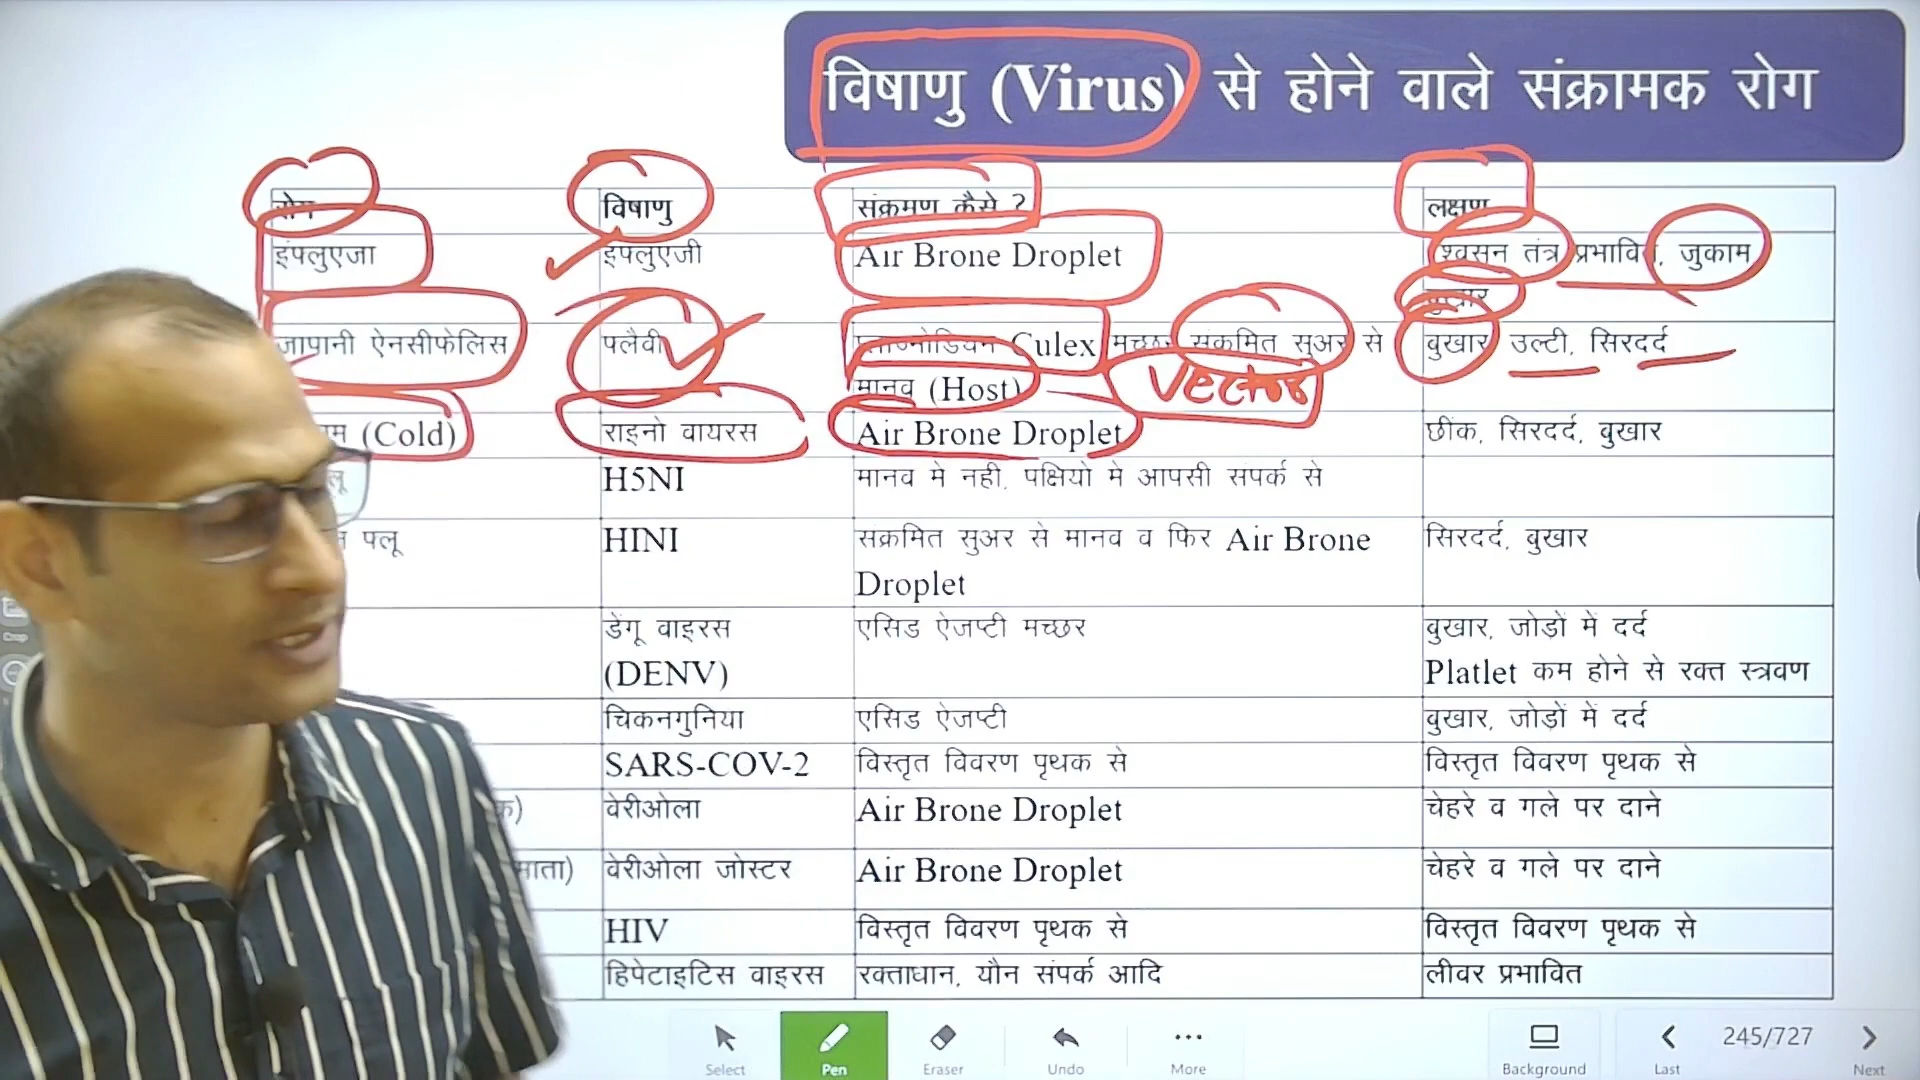 विषाणु (Virus) से होने वाले संक्रामक रोग
रोग विषाणु संक्रमण कैसे ? लक्षण
इंफ्लुएजा इंफ्लुएजी Air Brone Droplet श्वसन तंत्र प्रभावित, जुकाम
बुखार
जापानी ऐनसीफेलिस फ्लैवी Culex मच्छर संक्रमित सुअर से बुखार उल्टी, सिरदर्द
मानव (Host) Vector
(Cold) राइनो वायरस Air Brone Droplet छींक, सिरदर्द, बुखार
H5NI मानव मे नही, पक्षियो मे आपसी सपर्क से
फ्लू HINI सक्रमित सुअर से मानव व फिर Air Brone सिरदर्द, बुखार
Droplet
डेंगू वाइरस एसिड ऐजप्टी मच्छर बुखार, जोडों में दर्द
(DENV) Platlet कम होने से रक्त स्त्रवण
चिकनगुनिया एसिड ऐजप्टी बुखार, जोडों में दर्द
SARS-COV-2 विस्तृत विवरण पृथक से विस्तृत विवरण पृथक से
वेरीओला Air Brone Droplet चेहरे व गले पर दाने
माता) वेरीओला जोस्टर Air Brone Droplet चेहरे व गले पर दाने
HIV विस्तृत विवरण पृथक से विस्तृत विवरण पृथक से
हिपेटाइटिस वाइरस रक्ताधान, यौन संपर्क आदि लीवर प्रभावित
Select Pen Eraser Undo More Background Last 245/727 Next